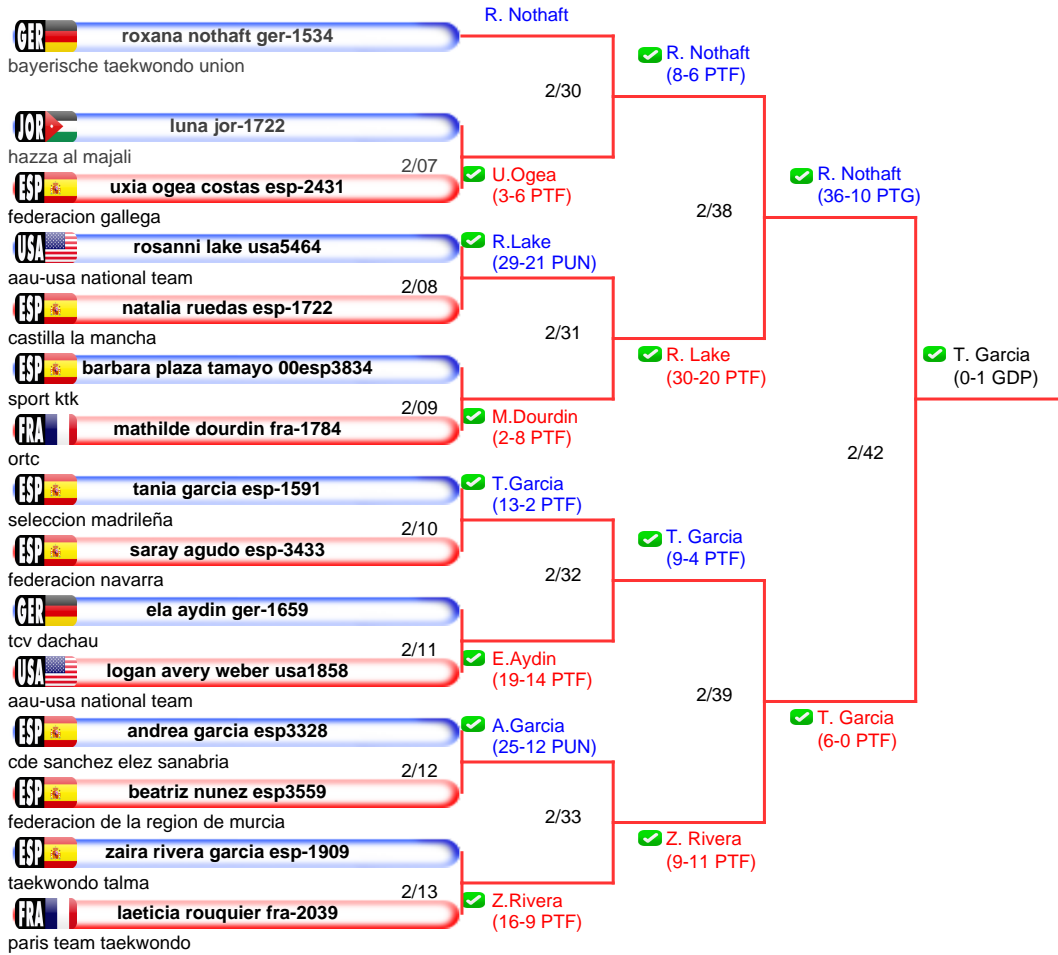 R. Nothaft
GER roxana nothaft ger-1534
bayerische taekwondo union
R. Nothaft
(8-6 PTF)
2/30
JOR luna jor-1722
hazza al majali
2/07
ESP uxia ogea costas esp-2431
federacion gallega
U.Ogea
(3-6 PTF)
R. Nothaft
(36-10 PTG)
2/38
USA rosanni lake usa5464
aau-usa national team
R.Lake
(29-21 PUN)
2/08
ESP natalia ruedas esp-1722
castilla la mancha
2/31
ESP barbara plaza tamayo 00esp3834
sport ktk
R. Lake
(30-20 PTF)
T. Garcia
(0-1 GDP)
2/09
FRA mathilde dourdin fra-1784
ortc
M.Dourdin
(2-8 PTF)
2/42
ESP tania garcia esp-1591
seleccion madrileña
T.Garcia
(13-2 PTF)
2/10
ESP saray agudo esp-3433
federacion navarra
T. Garcia
(9-4 PTF)
2/32
GER ela aydin ger-1659
tcv dachau
2/11
USA logan avery weber usa1858
aau-usa national team
E.Aydin
(19-14 PTF)
2/39
ESP andrea garcia esp3328
cde sanchez elez sanabria
A.Garcia
(25-12 PUN)
T. Garcia
(6-0 PTF)
2/12
ESP beatriz nunez esp3559
federacion de la region de murcia
2/33
ESP zaira rivera garcia esp-1909
taekwondo talma
Z. Rivera
(9-11 PTF)
2/13
FRA laeticia rouquier fra-2039
paris team taekwondo
Z.Rivera
(16-9 PTF)